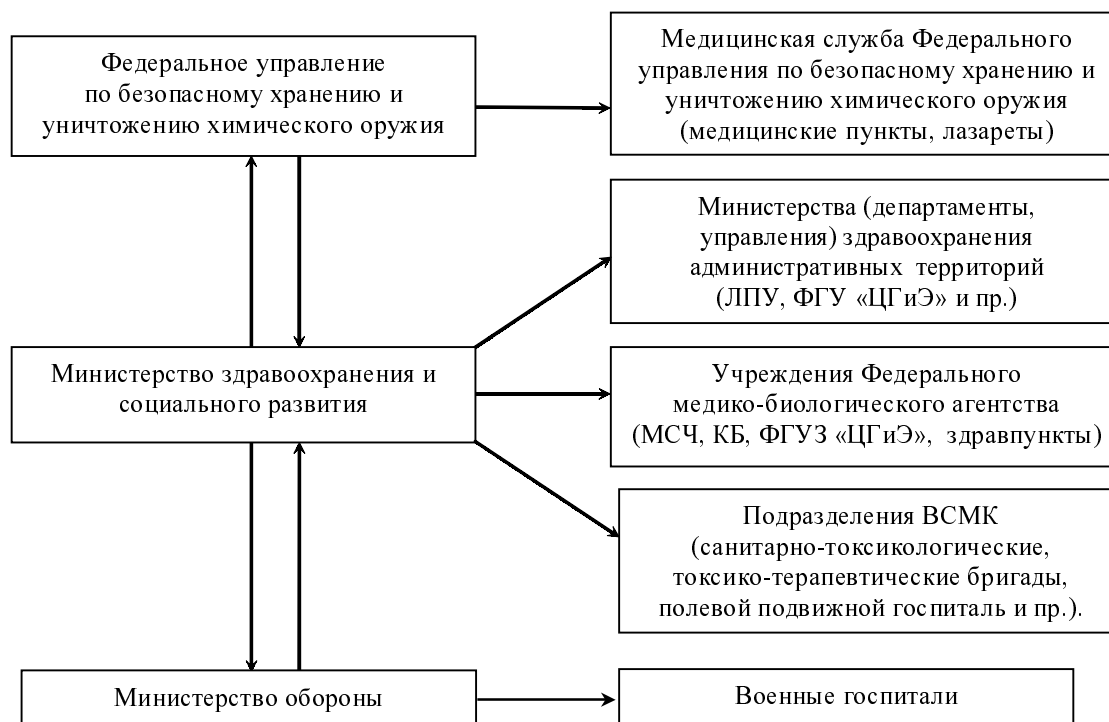 Федеральное управление
по безопасному хранению и
уничтожению химического оружия
Медицинская служба Федерального
управления по безопасному хранению и
уничтожению химического оружия
(медицинские пункты, лазареты)
Министерства (департаменты,
управления) здравоохранения
административных территорий
(ЛПУ, ФГУ «ЦГиЭ» и пр.)
Министерство здравоохранения и
социального развития
Учреждения Федерального
медико-биологического агентства
(МСЧ, КБ, ФГУЗ «ЦГиЭ», здравпункты)
Подразделения ВСМК
(санитарно-токсикологические,
токсико-терапевтические бригады,
полевой подвижной госпиталь и пр.).
Министерство обороны
Военные госпитали